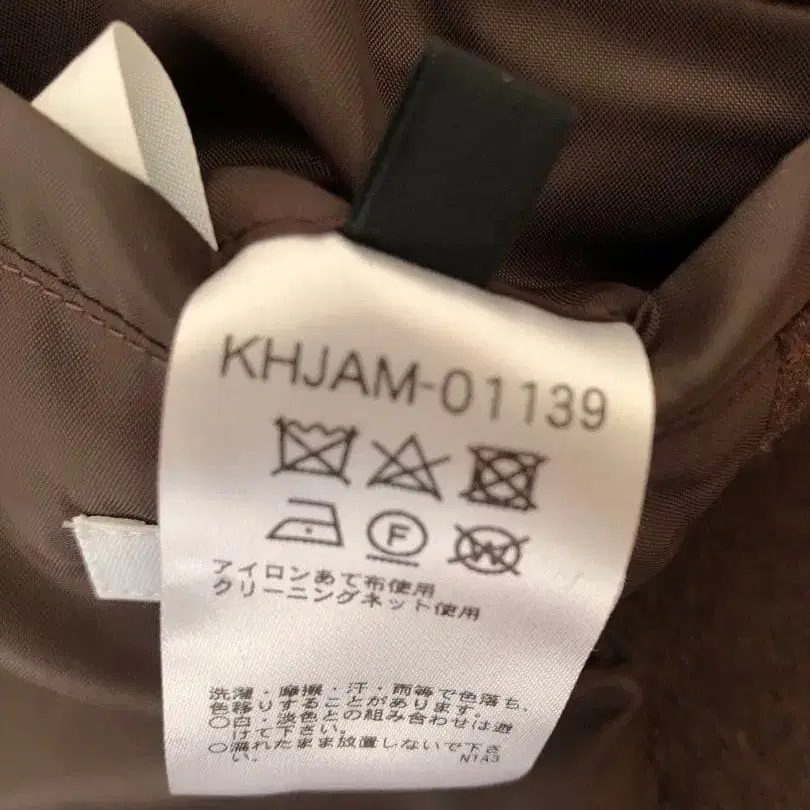 KHJAM-01139
F
W
アイロンあて布使用
クリーニングネット使用
洗濯・摩擦・汗・雨等で色落ち、
色移りすることがあります。
○白・淡色との組み合わせは避
けて下さい。
○濡れたまま放置しないで下さ
い。
N1A3